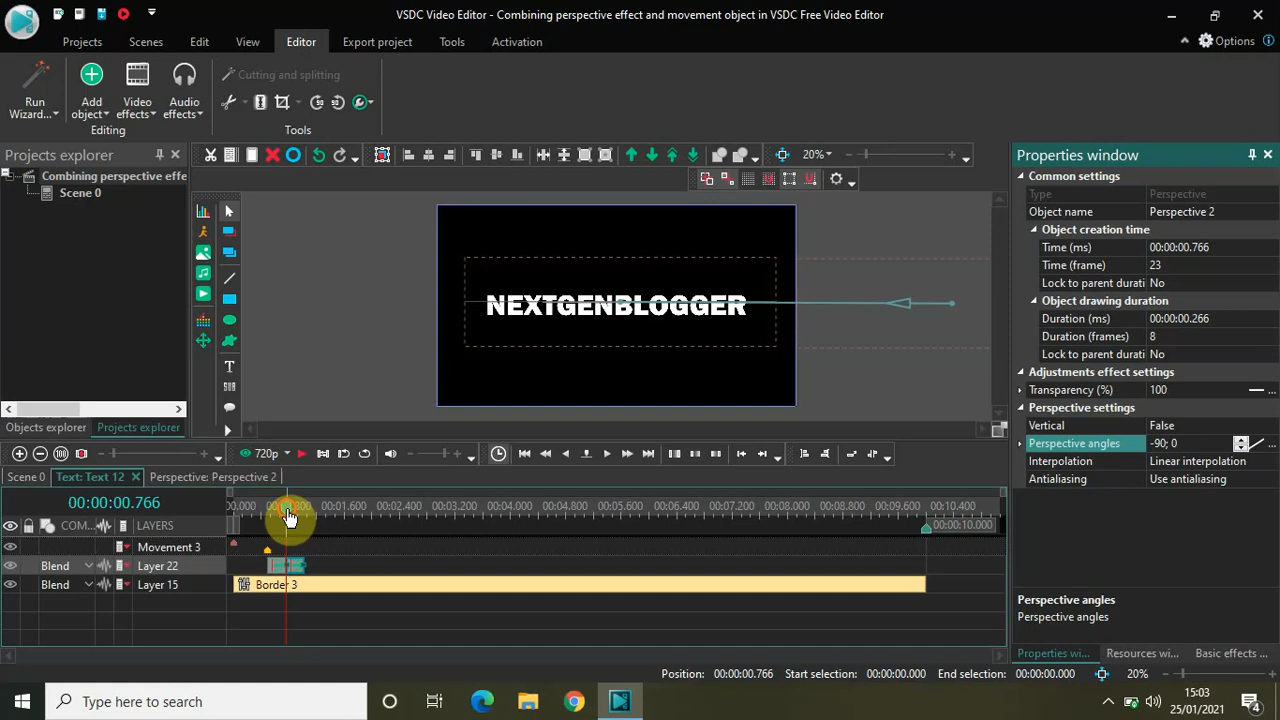 VSDC Video Editor - Combining perspective effect and movement object in VSDC Free Video Editor
Projects
Scenes
Edit
View
Editor
Export project
Tools
Activation
Options
Run Wizard...
Add object
Video effects
Audio effects
Cutting and splitting
Editing
Tools
Projects explorer
Combining perspective effe
Scene 0
Objects explorer
Projects explorer
20%
NEXTGENBLOGGER
T
SUB
Properties window
Common settings
Type Perspective
Object name Perspective 2
Object creation time
Time (ms) 00:00:00.766
Time (frame) 23
Lock to parent durati No
Object drawing duration
Duration (ms) 00:00:00.266
Duration (frames) 8
Lock to parent durati No
Adjustments effect settings
Transparency (%) 100
Perspective settings
Vertical False
Perspective angles -90; 0
Interpolation Linear interpolation
Antialiasing Use antialiasing
Perspective angles
Perspective angles
Properties wi...
Resources wi...
Basic effects ...
720p
Scene 0
Text: Text 12
Perspective: Perspective 2
00:00:00.766
00:01.600 00:02.400 00:03.200 00:04.000 00:04.800 00:05.600 00:06.400 00:07.200 00:08.000 00:08.800 00:09.600 00:10.400
00:00:10.000
COM...
LAYERS
Movement 3
Blend Layer 22
Blend Layer 15
Border 3
Position: 00:00:00.766
Start selection: 00:00:00.000
End selection: 00:00:00.000
20%
Type here to search
15:03
25/01/2021
4